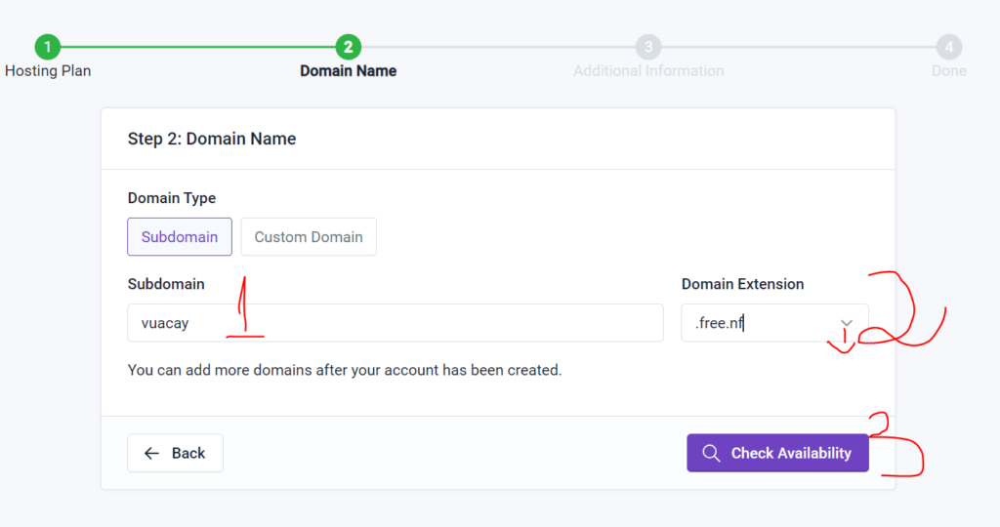 1 2 3 4
Hosting Plan Domain Name Additional Information Done
Step 2: Domain Name
Domain Type
Subdomain Custom Domain
Subdomain Domain Extension
1 2
vuacay .free.nf
You can add more domains after your account has been created.
3
Back Check Availability